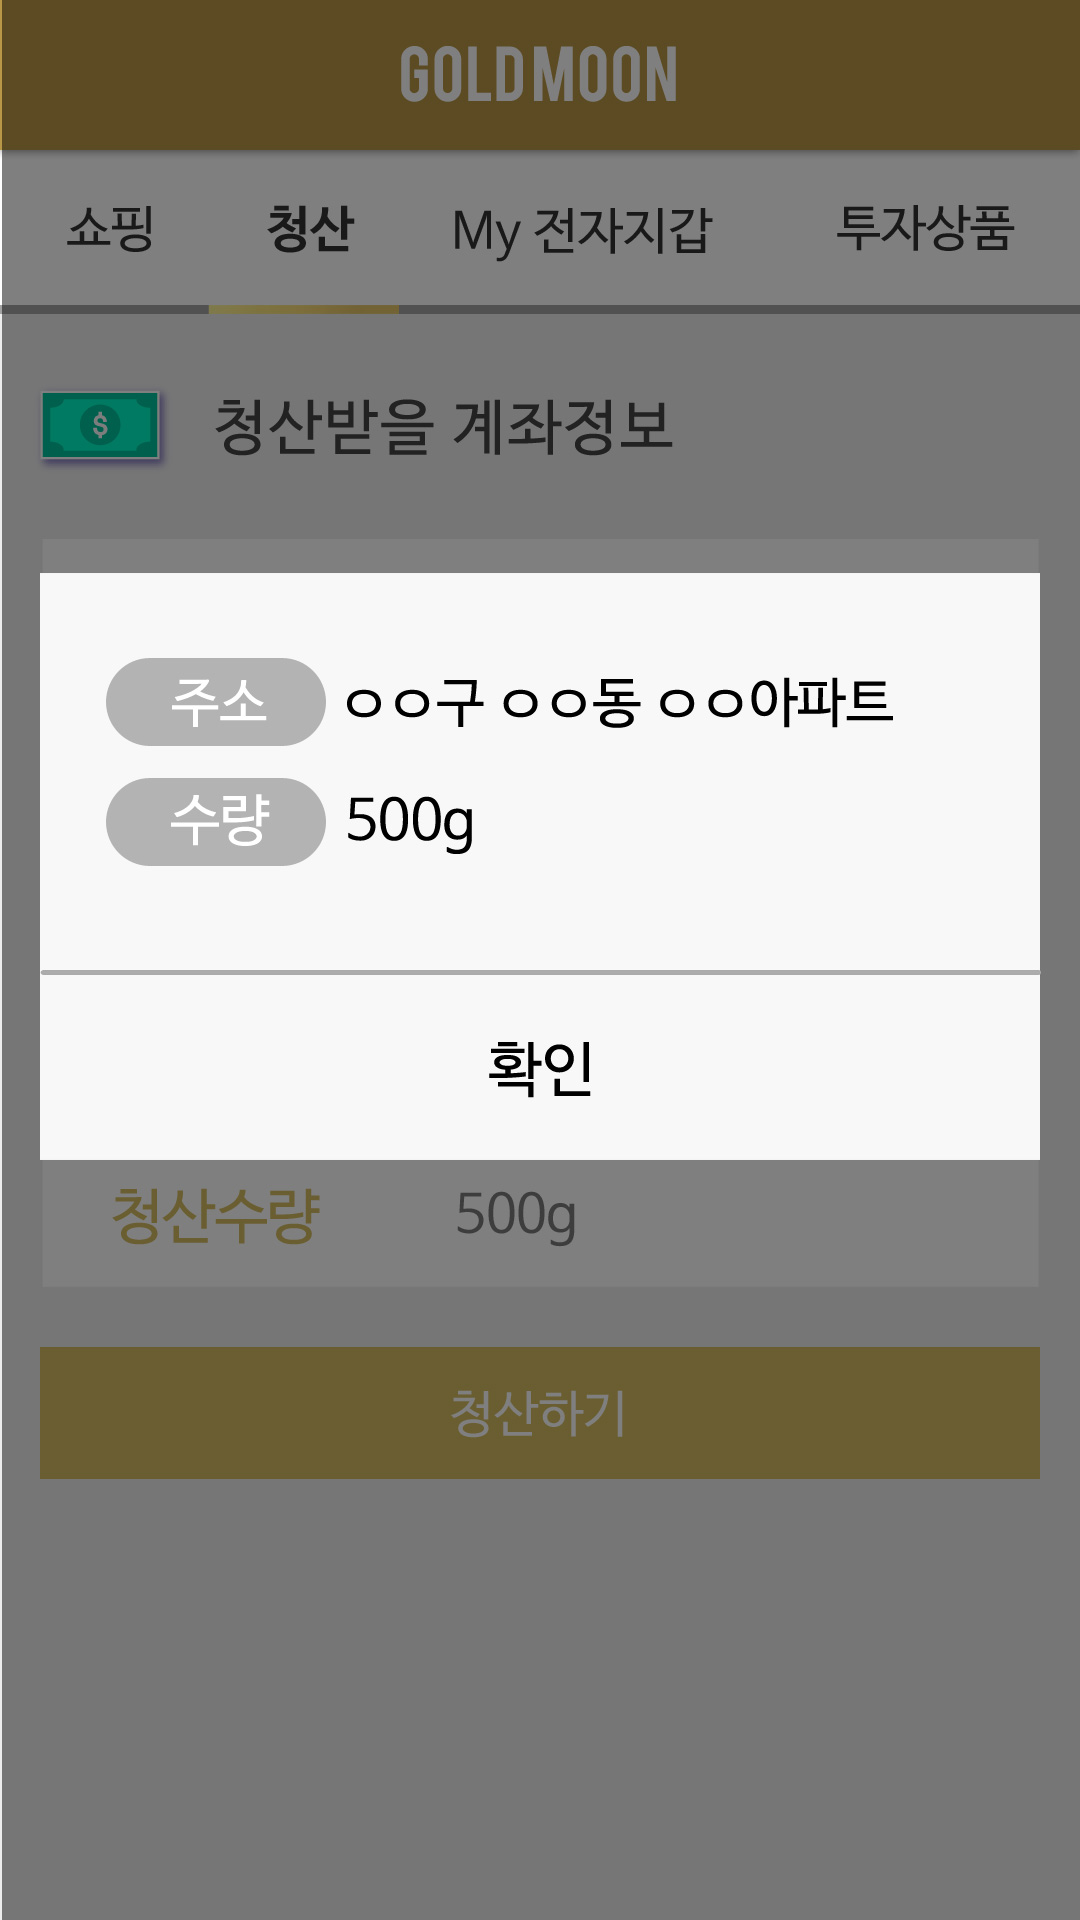 GOLDMOON
쇼핑 청산 My 전자지갑 투자상품
$ 청산받을 계좌정보
주소 ㅇㅇ구 ㅇㅇ동 ㅇㅇ아파트
수량 500g
확인
청산수량 500g
청산하기